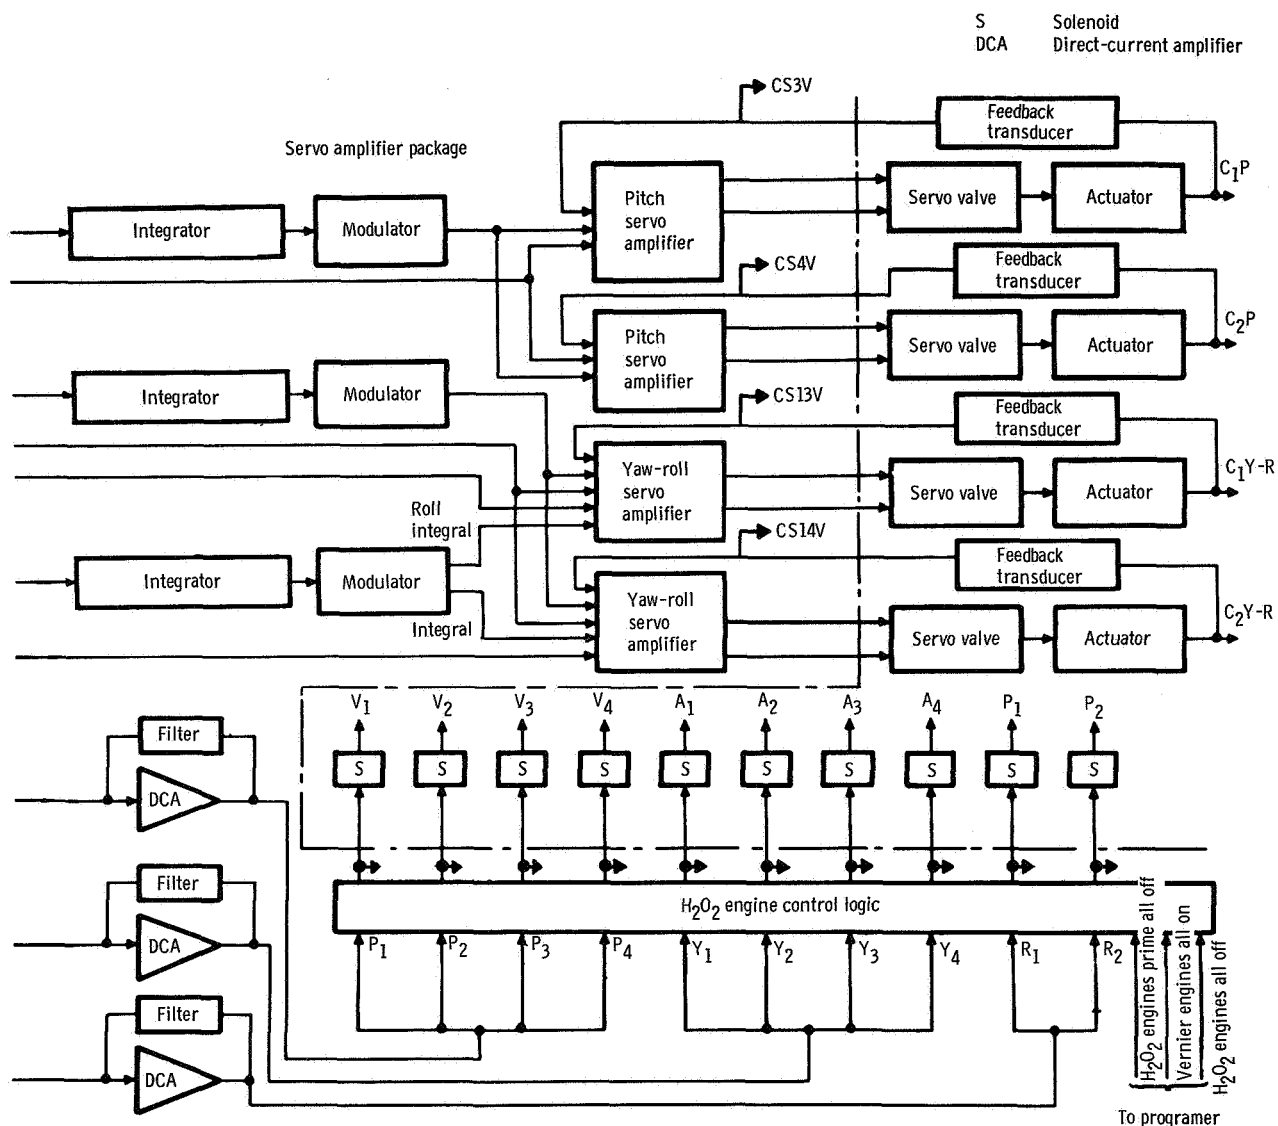 S Solenoid
DCA Direct-current amplifier
CS3V
Feedback
transducer
Servo amplifier package
C1P
Pitch
servo
amplifier
Servo valve
Actuator
Integrator
Modulator
CS4V
Feedback
transducer
C2P
Pitch
servo
amplifier
Servo valve
Actuator
Integrator
Modulator
CS13V
Feedback
transducer
C1Y-R
Yaw-roll
servo
amplifier
Servo valve
Actuator
Roll
integral
CS14V
Feedback
transducer
Integrator
Modulator
C2Y-R
Yaw-roll
servo
amplifier
Servo valve
Actuator
Integral
V1 V2 V3 V4 A1 A2 A3 A4 P1 P2
Filter
S S S S S S S S S S
DCA
Filter
H2O2 engine control logic
DCA
P1 P2 P3 P4 Y1 Y2 Y3 Y4 R1 R2
H2O2 engines prime all off
Vernier engines all on
H2O2 engines all off
Filter
DCA
To programer